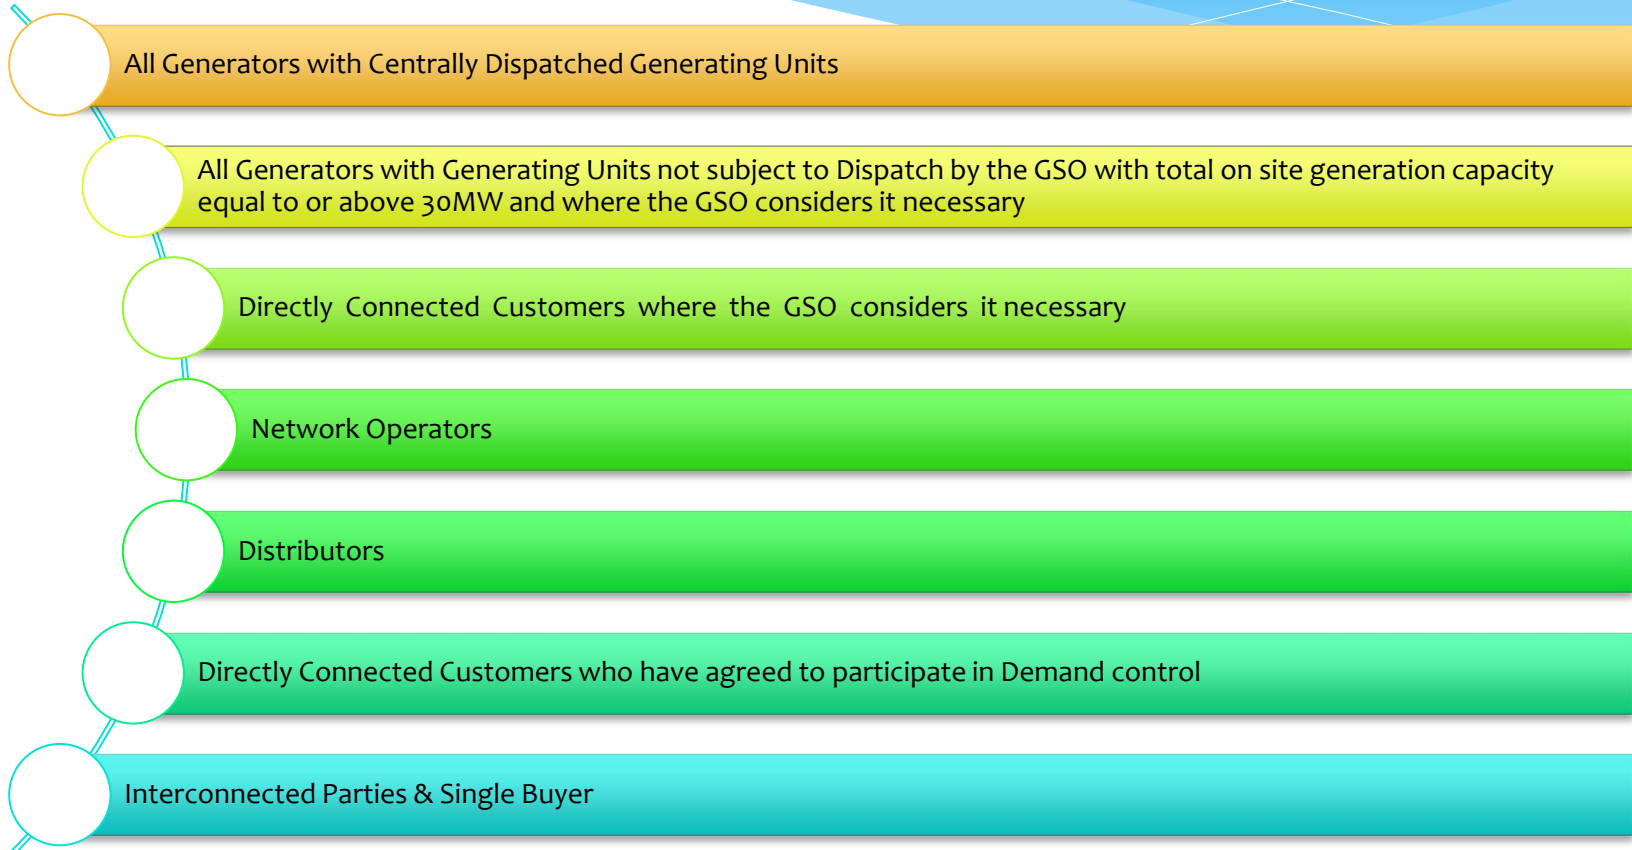 All Generators with Centrally Dispatched Generating Units
All Generators with Generating Units not subject to Dispatch by the GSO with total on site generation capacity
equal to or above 30MW and where the GSO considers it necessary
Directly Connected Customers where the GSO considers it necessary
Network Operators
Distributors
Directly Connected Customers who have agreed to participate in Demand control
Interconnected Parties & Single Buyer